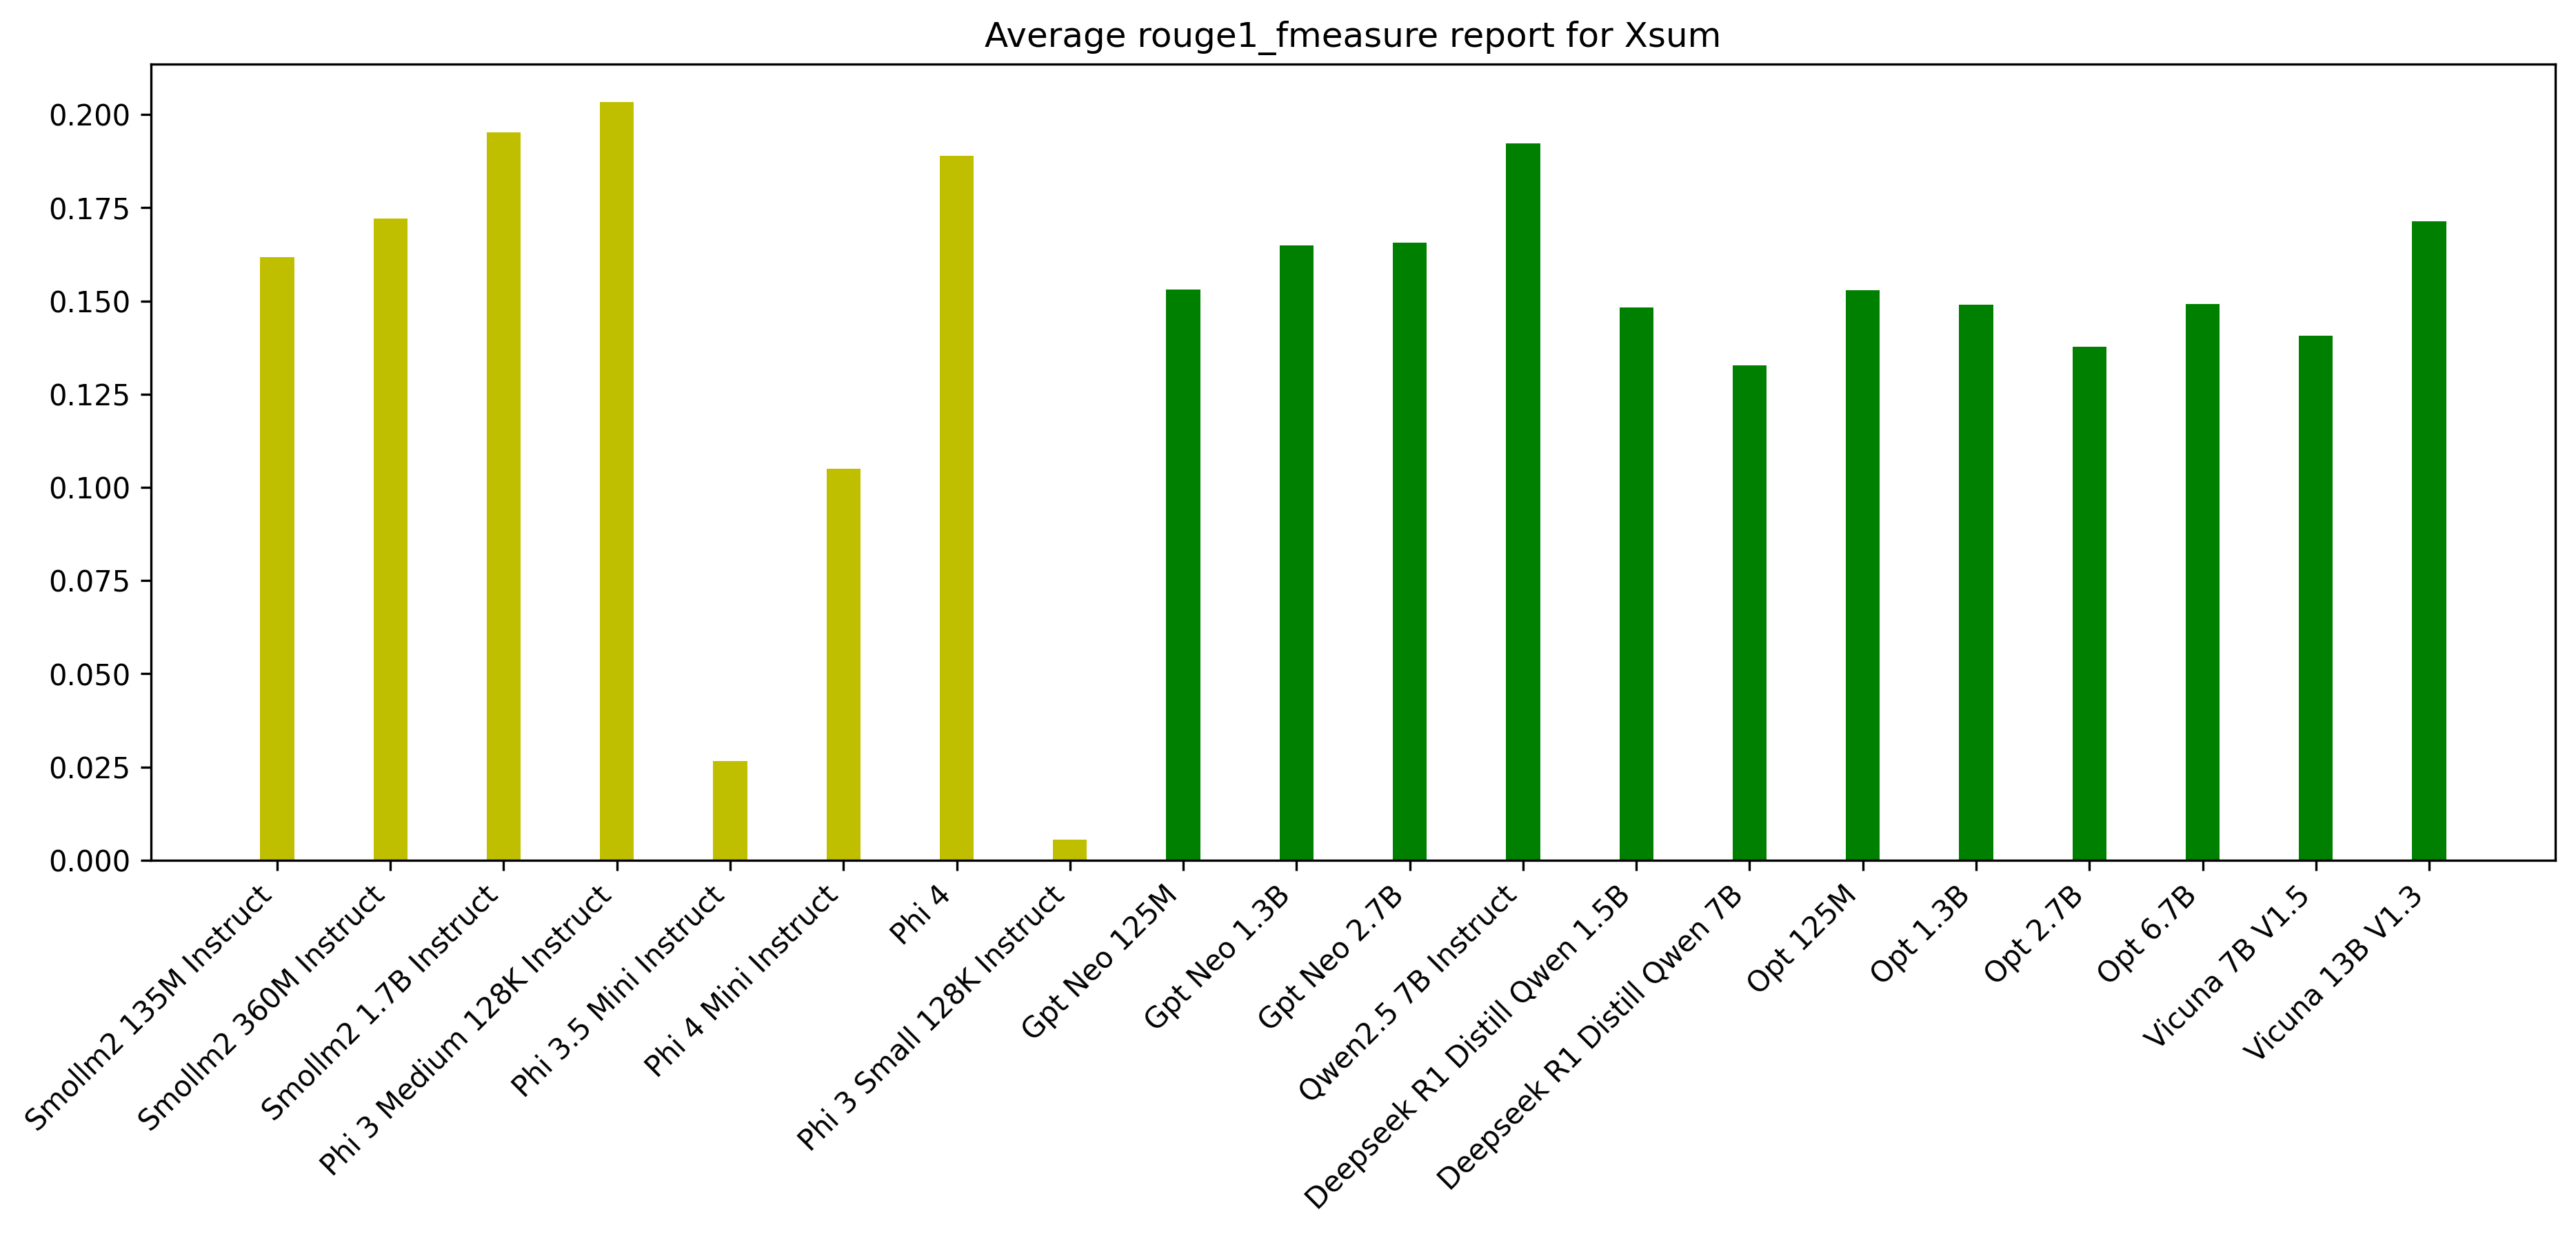 Average rouge1_fmeasure report for Xsum
0.200
0.175
0.150
0.125
0.100
0.075
0.050
0.025
0.000
Smollm2 135M Instruct
Smollm2 360M Instruct
Smollm2 1.7B Instruct
Phi 3 Medium 128K Instruct
Phi 3.5 Mini Instruct
Phi 4 Mini Instruct
Phi 4
Phi 3 Small 128K Instruct
Gpt Neo 125M
Gpt Neo 1.3B
Gpt Neo 2.7B
Qwen2.5 7B Instruct
Deepseek R1 Distill Qwen 1.5B
Deepseek R1 Distill Qwen 7B
Opt 125M
Opt 1.3B
Opt 2.7B
Opt 6.7B
Vicuna 7B V1.5
Vicuna 13B V1.3